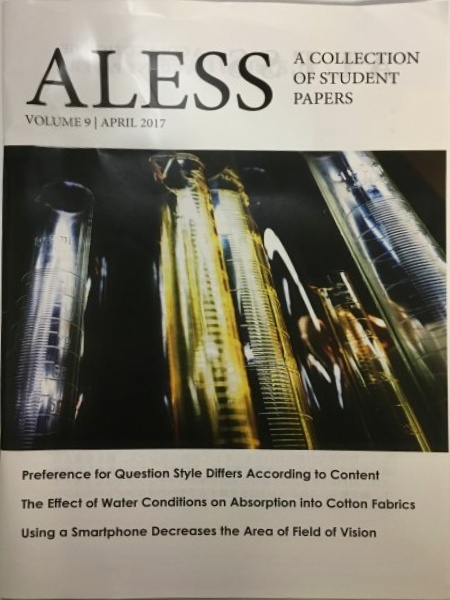 ALESS
A COLLECTION
OF STUDENT
PAPERS
VOLUME 9 | APRIL 2017
Preference for Question Style Differs According to Content
The Effect of Water Conditions on Absorption into Cotton Fabrics
Using a Smartphone Decreases the Area of Field of Vision